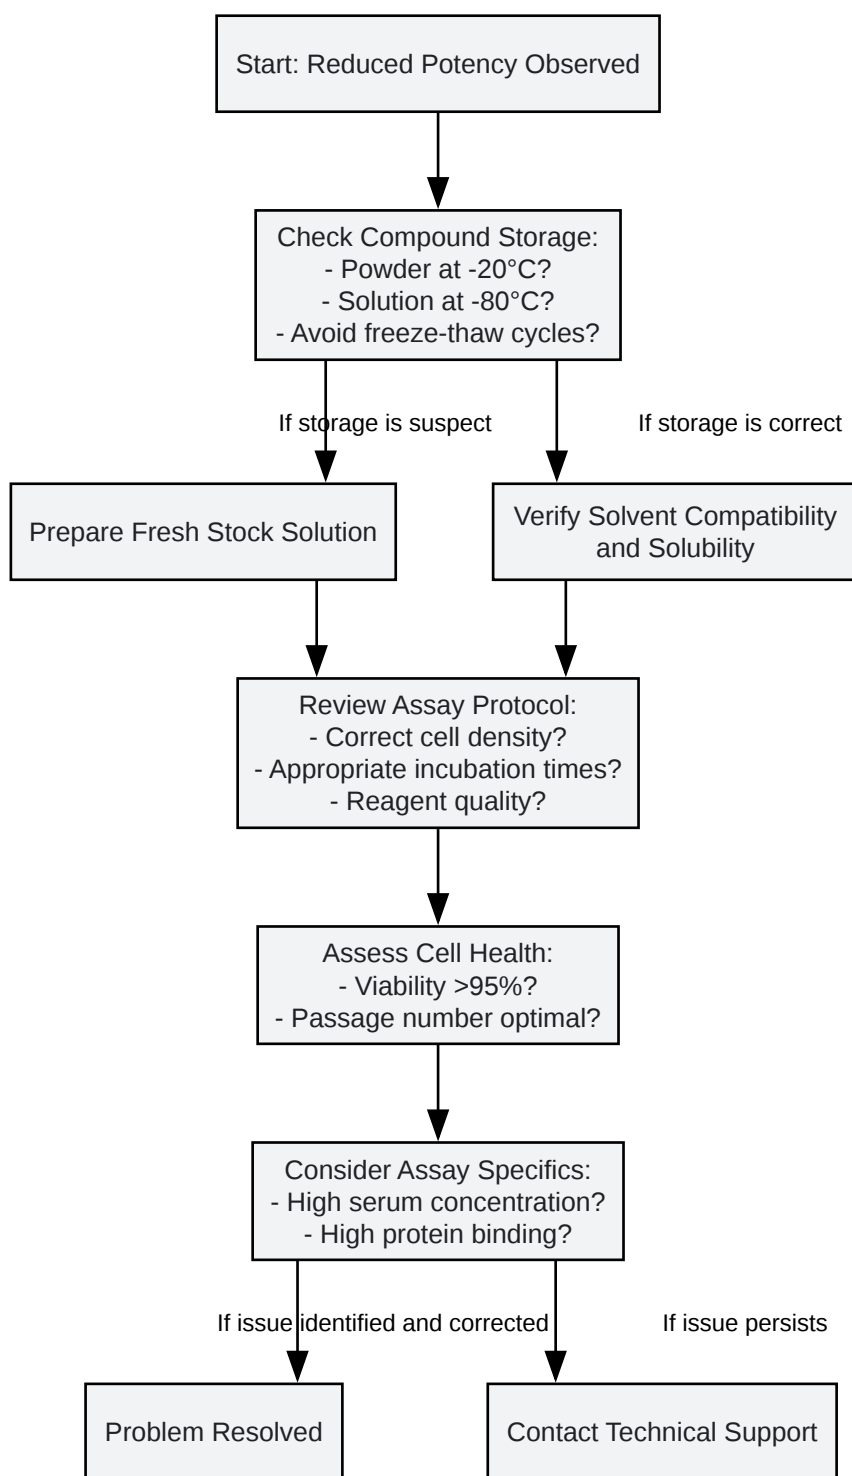 Start: Reduced Potency Observed
Check Compound Storage:
- Powder at -20°C?
- Solution at -80°C?
- Avoid freeze-thaw cycles?
If storage is suspect
If storage is correct
Prepare Fresh Stock Solution
Verify Solvent Compatibility
and Solubility
Review Assay Protocol:
- Correct cell density?
- Appropriate incubation times?
- Reagent quality?
Assess Cell Health:
- Viability >95%?
- Passage number optimal?
Consider Assay Specifics:
- High serum concentration?
- High protein binding?
If issue identified and corrected
If issue persists
Problem Resolved
Contact Technical Support